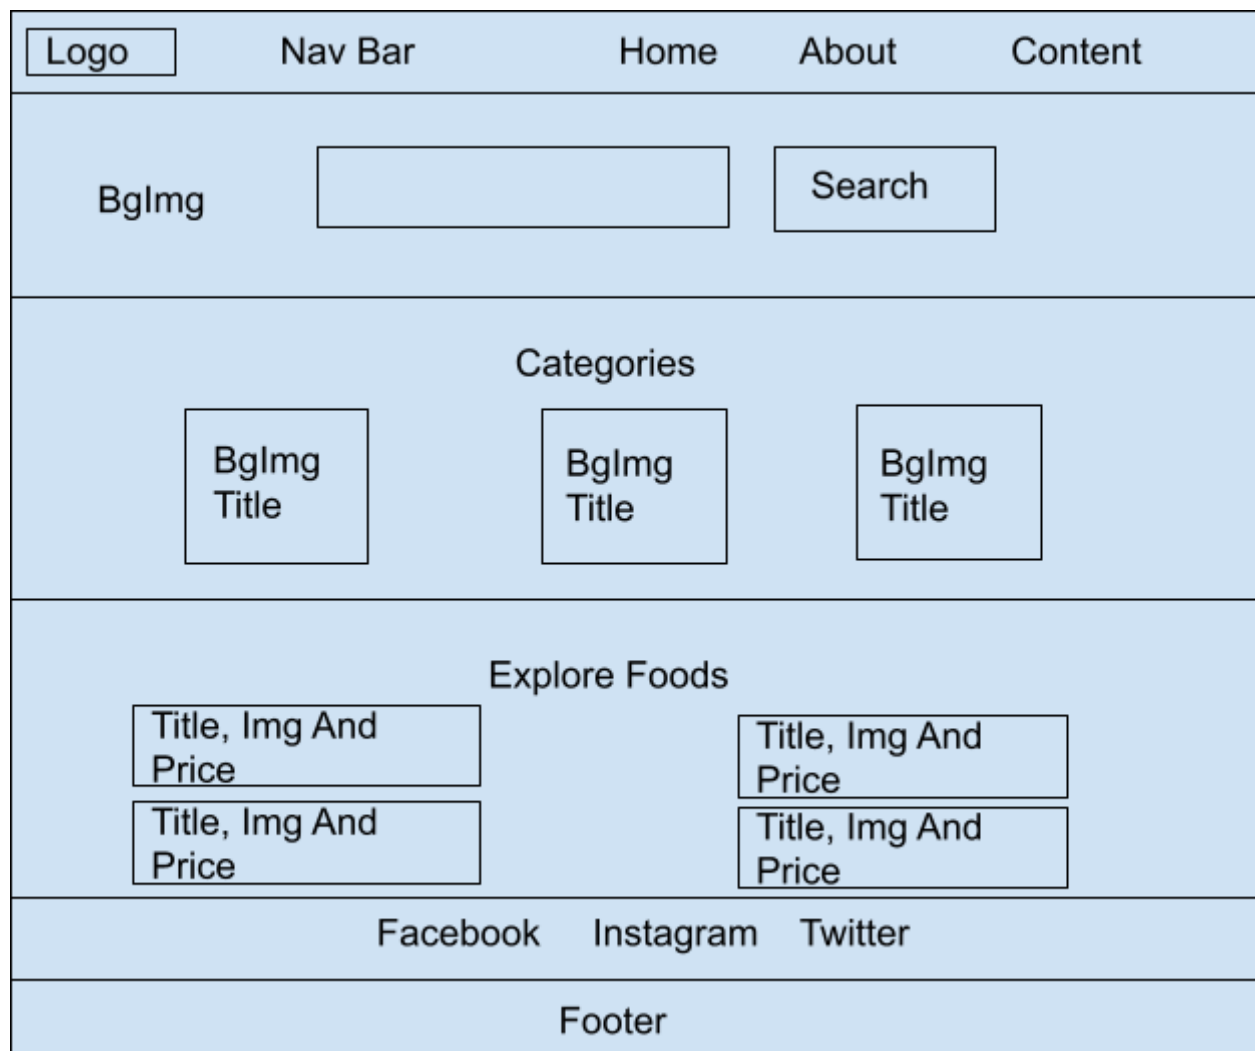 Logo Nav Bar Home About Content
BgImg Search
Categories
BgImg
Title
BgImg
Title
BgImg
Title
Explore Foods
Title, Img And
Price
Title, Img And
Price
Title, Img And
Price
Title, Img And
Price
Facebook Instagram Twitter
Footer